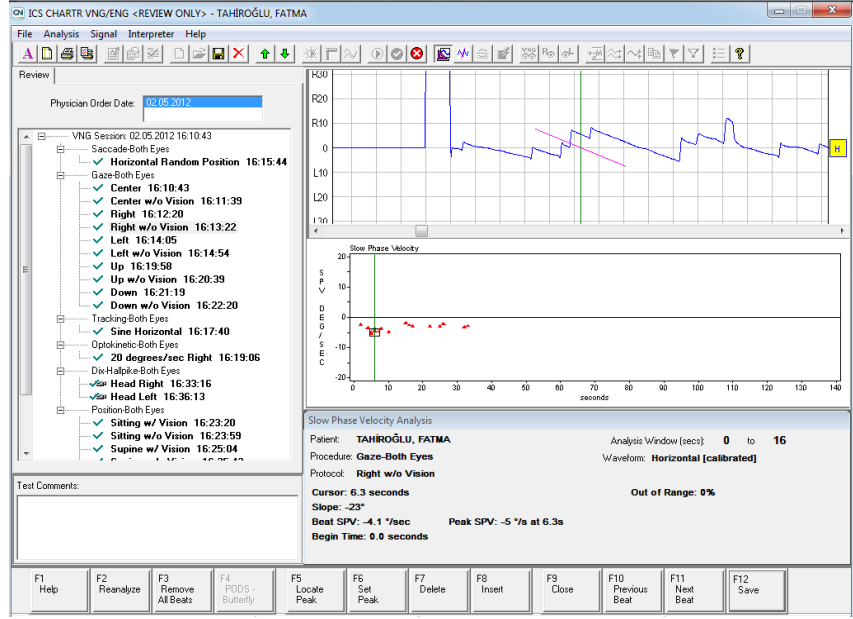 ICS CHARTR VNG/ENG <REVIEW ONLY> - TAHİROĞLU, FATMA
File Analysis Signal Interpreter Help
Review
Physician Order Date: 02.05.2012
VNG Session: 02.05.2012 16:10:43
Saccade-Both Eyes
Horizontal Random Position 16:15:44
Gaze-Both Eyes
Center 16:10:43
Center w/o Vision 16:11:39
Right 16:12:20
Right w/o Vision 16:13:22
Left 16:14:05
Left w/o Vision 16:14:54
Up 16:19:58
Up w/o Vision 16:20:39
Down 16:21:19
Down w/o Vision 16:22:20
Tracking-Both Eyes
Sine Horizontal 16:17:40
Optokinetic-Both Eyes
20 degrees/sec Right 16:19:06
Dix-Hallpike-Both Eyes
Head Right 16:33:16
Head Left 16:36:13
Position-Both Eyes
Sitting w/ Vision 16:23:20
Sitting w/o Vision 16:23:59
Supine w/ Vision 16:25:04
Test Comments:
R30
R20
R10
0
L10
L20
L30
H
Slow Phase Velocity
SPV DEG/SEC
20
10
0
-10
-20
0 10 20 30 40 50 60 70 80 90 100 110 120 130 140
seconds
Slow Phase Velocity Analysis
Patient: TAHİROĞLU, FATMA
Analysis Window (secs): 0 to 16
Procedure: Gaze-Both Eyes
Waveform: Horizontal [calibrated]
Protocol: Right w/o Vision
Cursor: 6.3 seconds
Out of Range: 0%
Slope: -23°
Beat SPV: -4.1 °/sec Peak SPV: -5 °/s at 6.3s
Begin Time: 0.0 seconds
F1 Help
F2 Reanalyze
F3 Remove All Beats
F4 PODS - Butterfly
F5 Locate Peak
F6 Set Peak
F7 Delete
F8 Insert
F9 Close
F10 Previous Beat
F11 Next Beat
F12 Save